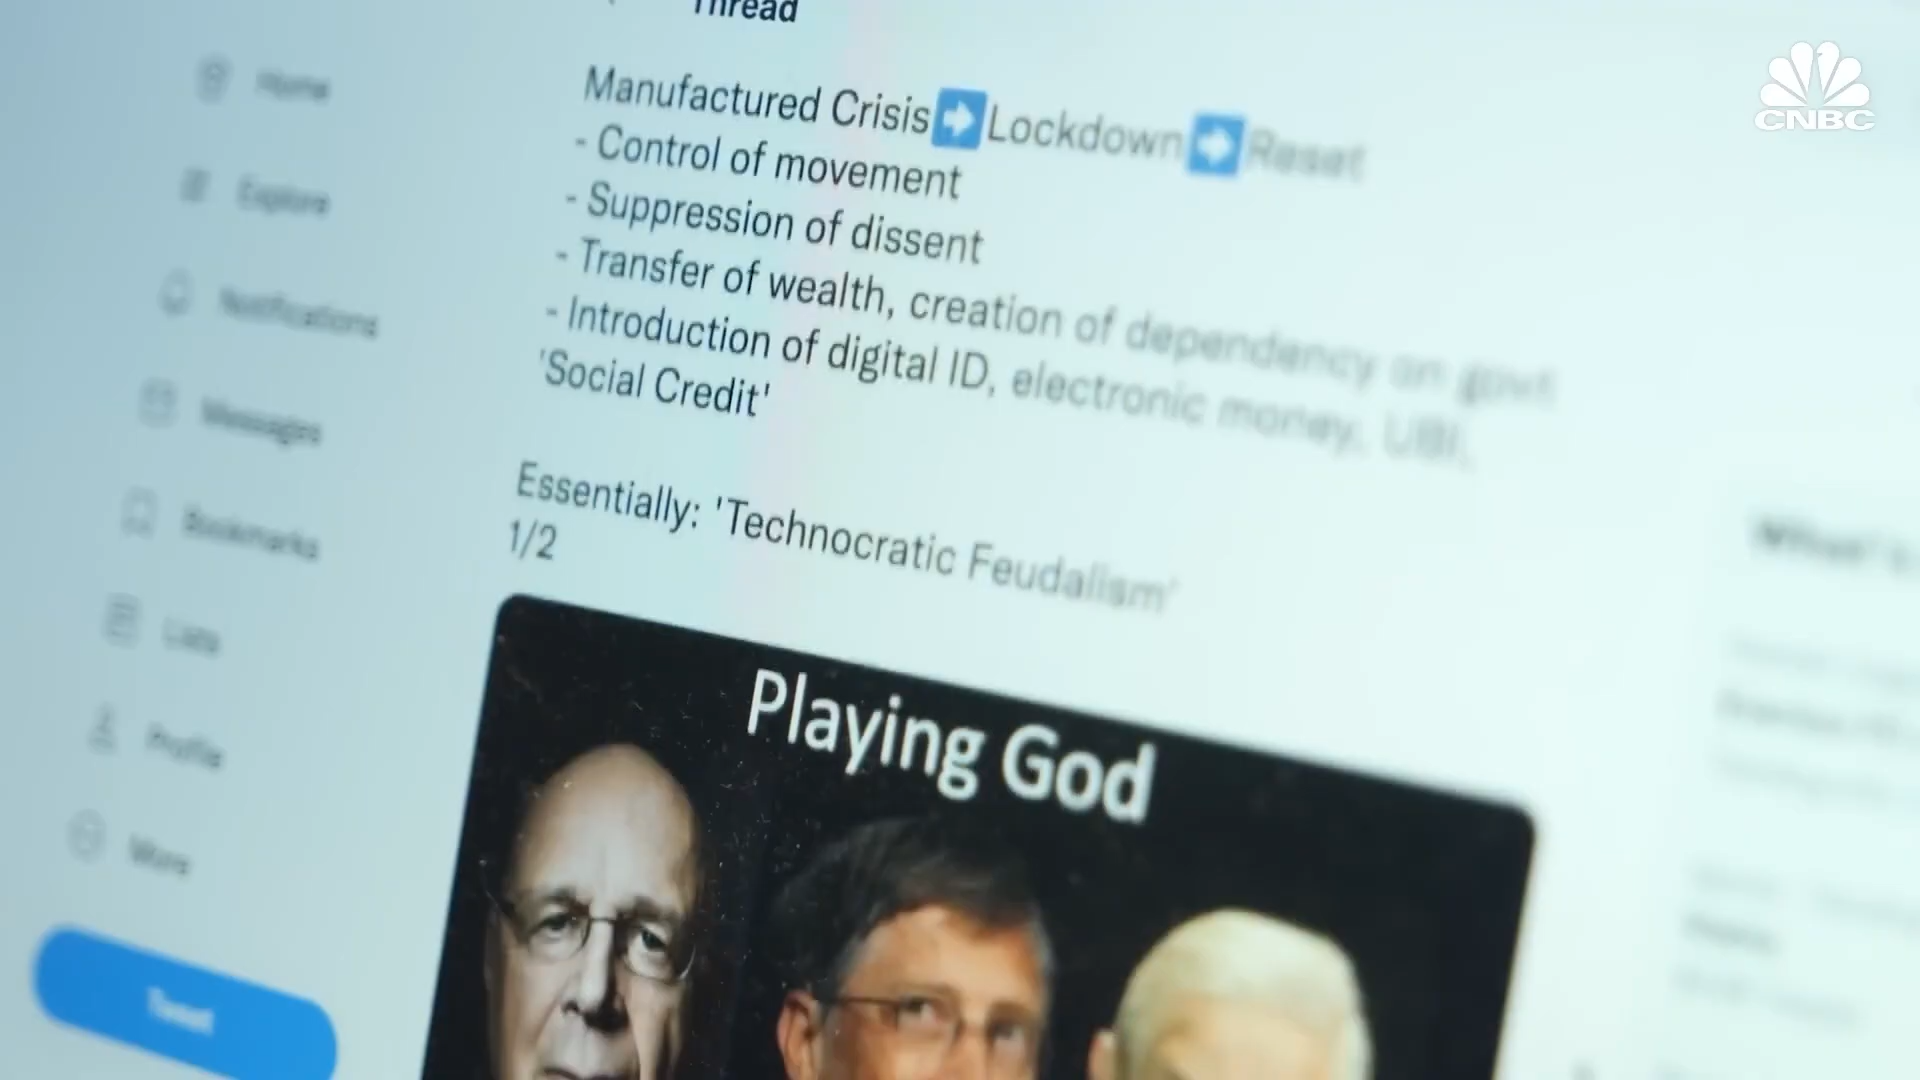 Thread
CNBC
Home
Explore
Notifications
Messages
Bookmarks
Lists
Profile
More
Tweet
Manufactured Crisis➡Lockdown➡Reset
- Control of movement
- Suppression of dissent
- Transfer of wealth, creation of dependency on govt
- Introduction of digital ID, electronic money, UBI,
'Social Credit'
Essentially: 'Technocratic Feudalism'
1/2
Playing God